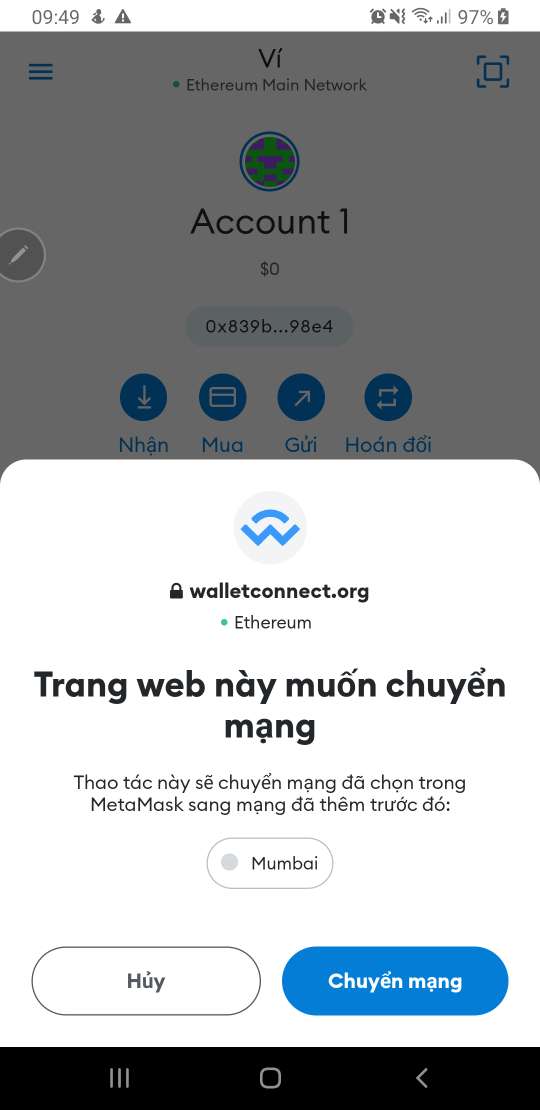 09:49
97%
Ví
Ethereum Main Network
Account 1
$0
0x839b...98e4
Nhận Mua Gửi Hoán đổi
walletconnect.org
Ethereum
Trang web này muốn chuyển
mạng
Thao tác này sẽ chuyển mạng đã chọn trong
MetaMask sang mạng đã thêm trước đó:
Mumbai
Hủy Chuyển mạng